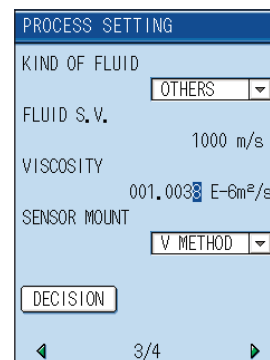 PROCESS SETTING
KIND OF FLUID
OTHERS
FLUID S.V.
1000 m/s
VISCOSITY
001.0038 E-6m²/s
SENSOR MOUNT
V METHOD
DECISION
3/4